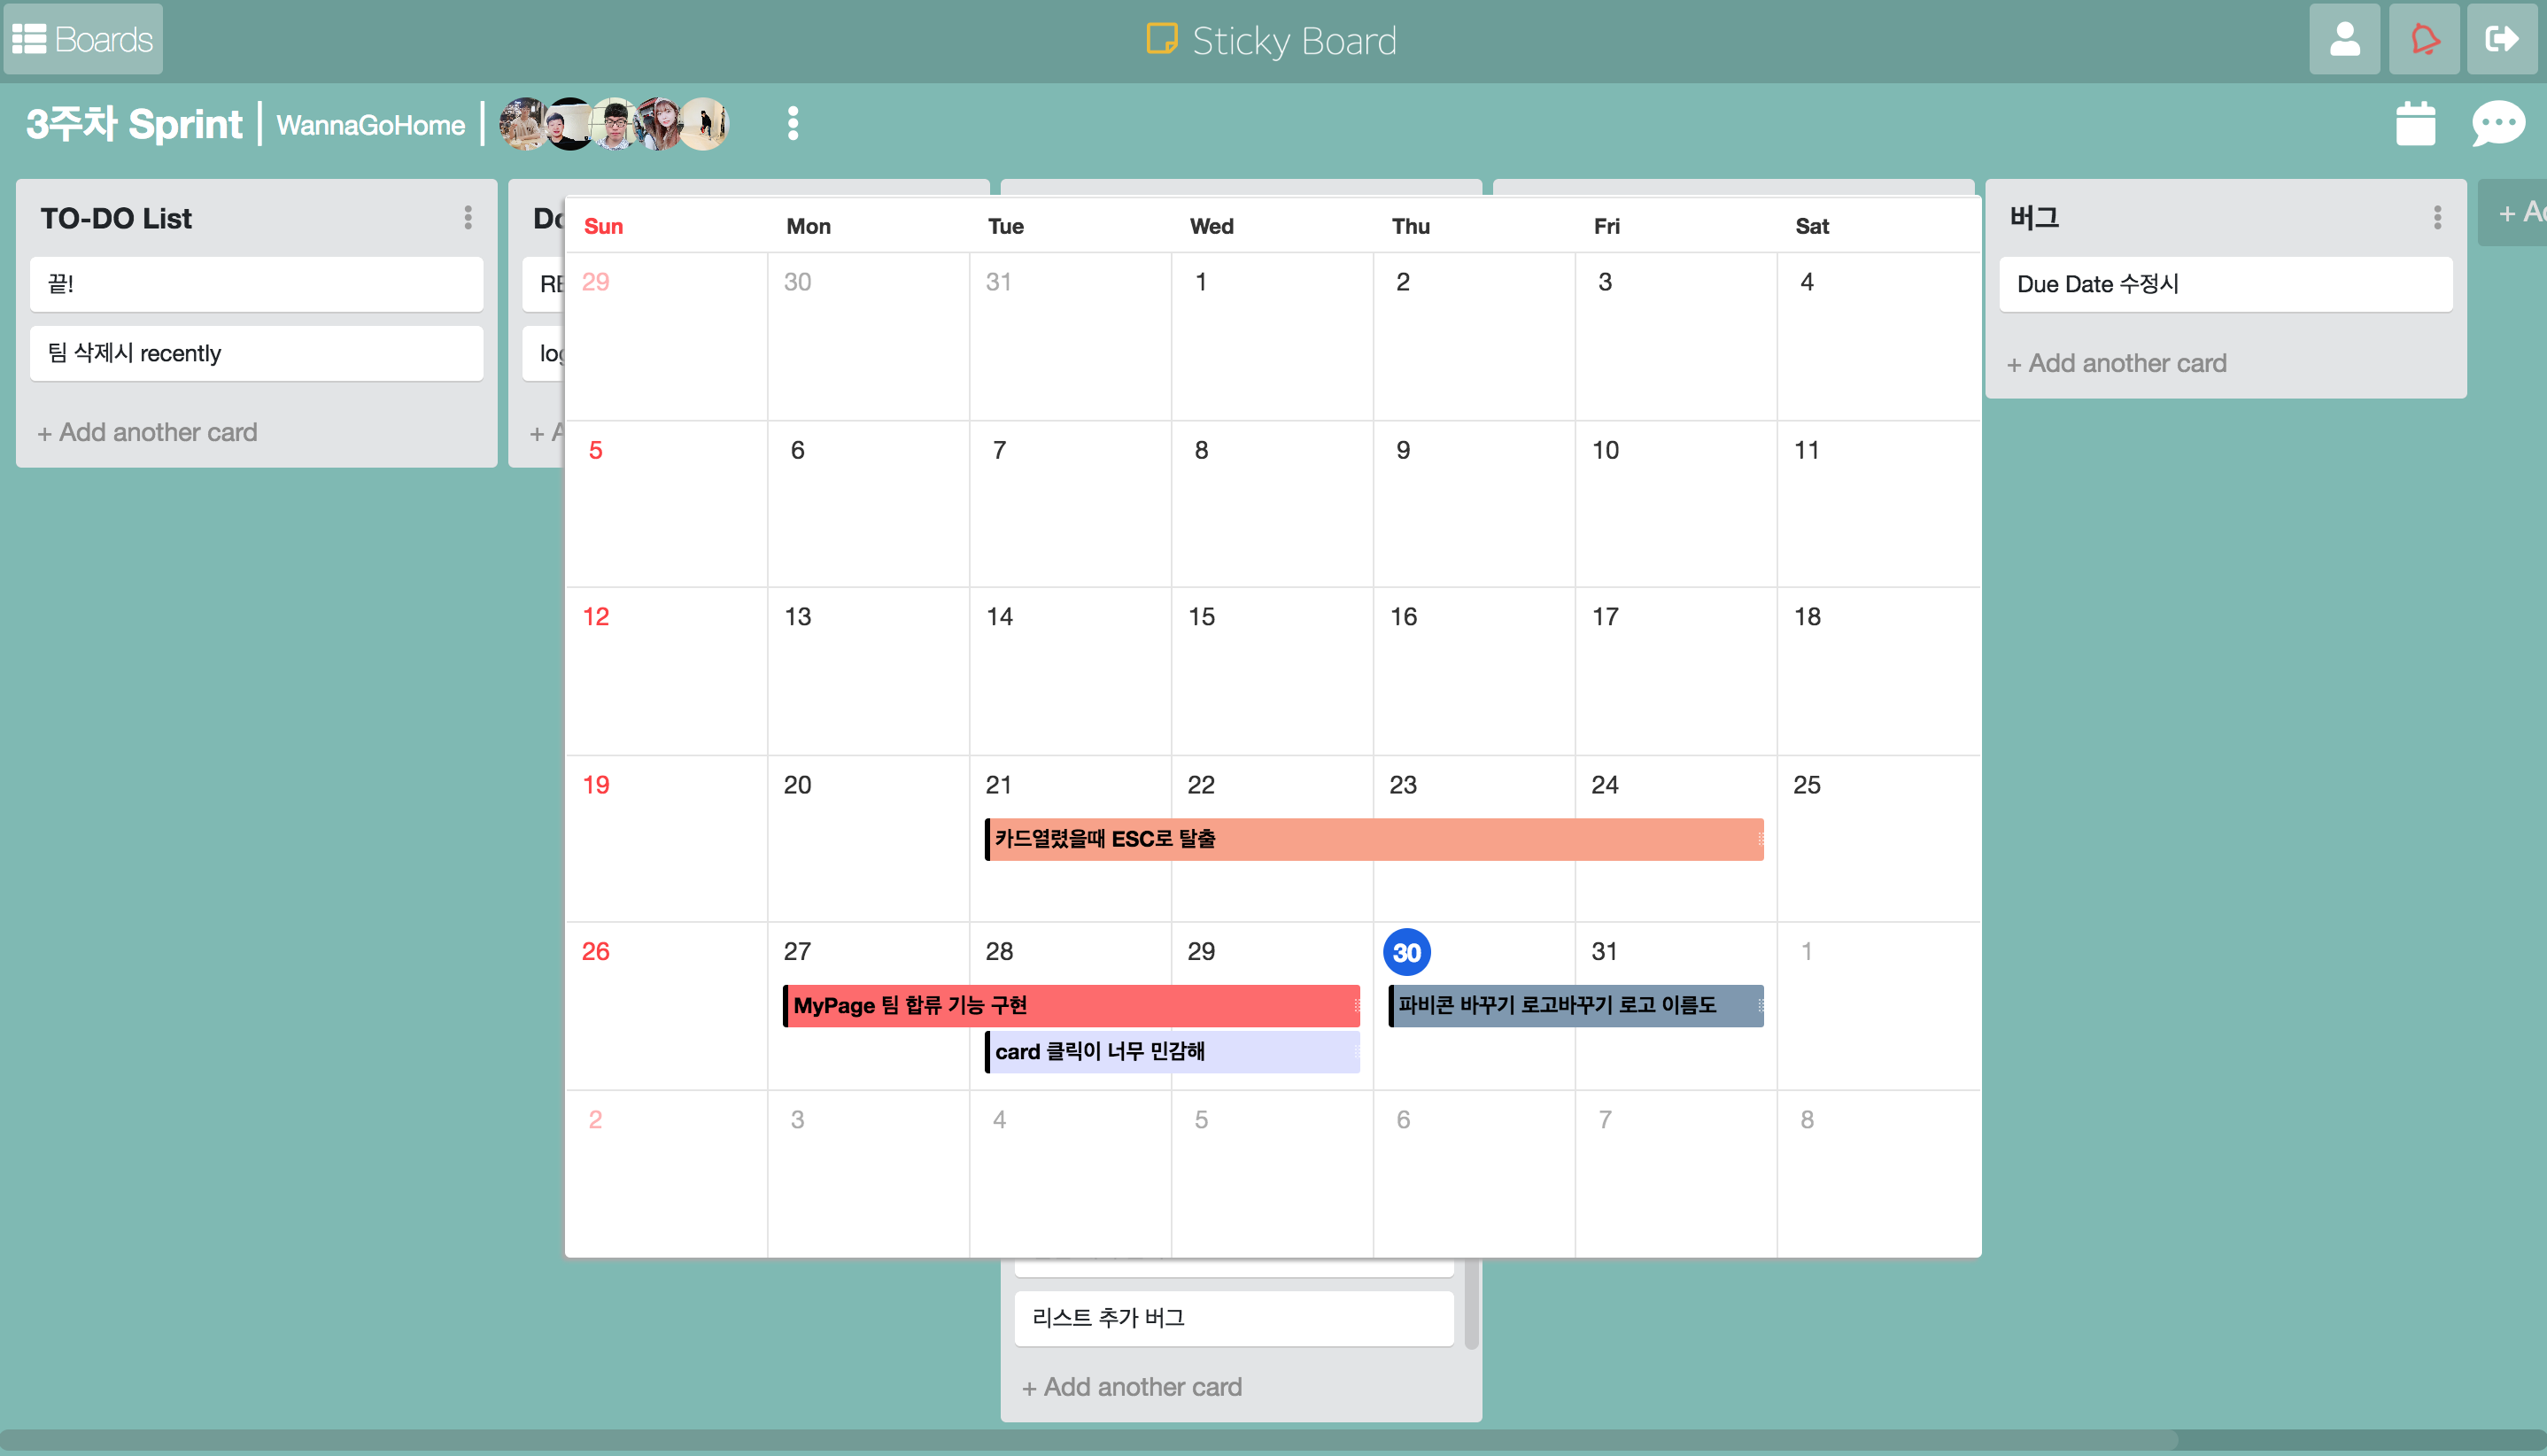 Boards
Sticky Board
3주차 Sprint
WannaGoHome
TO-DO List
끝!
팀 삭제시 recently
+ Add another card
Sun Mon Tue Wed Thu Fri Sat
29 30 31 1 2 3 4
5 6 7 8 9 10 11
12 13 14 15 16 17 18
19 20 21 22 23 24 25
카드열렸을때 ESC로 탈출
26 27 28 29 30 31 1
MyPage 팀 합류 기능 구현
파비콘 바꾸기 로고바꾸기 로고 이름도
card 클릭이 너무 민감해
2 3 4 5 6 7 8
리스트 추가 버그
+ Add another card
버그
Due Date 수정시
+ Add another card